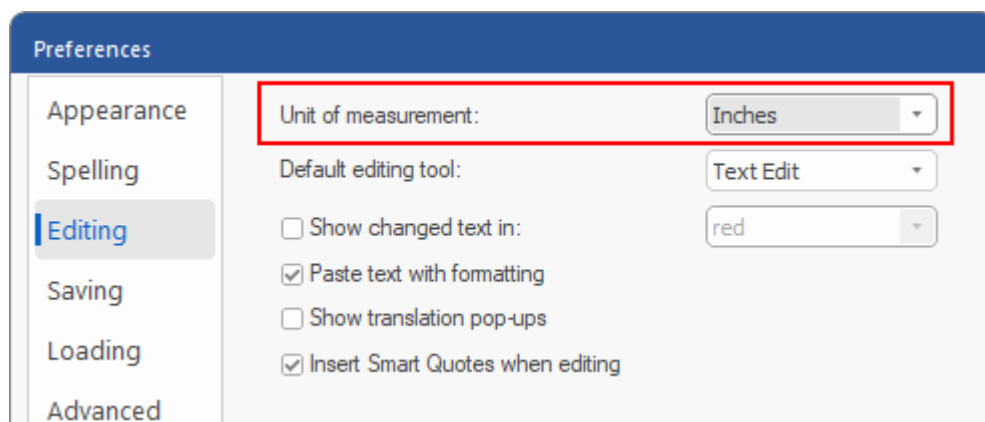 Preferences
Appearance
Spelling
Editing
Saving
Loading
Advanced
Unit of measurement: Inches
Default editing tool: Text Edit
Show changed text in: red
Paste text with formatting
Show translation pop-ups
Insert Smart Quotes when editing